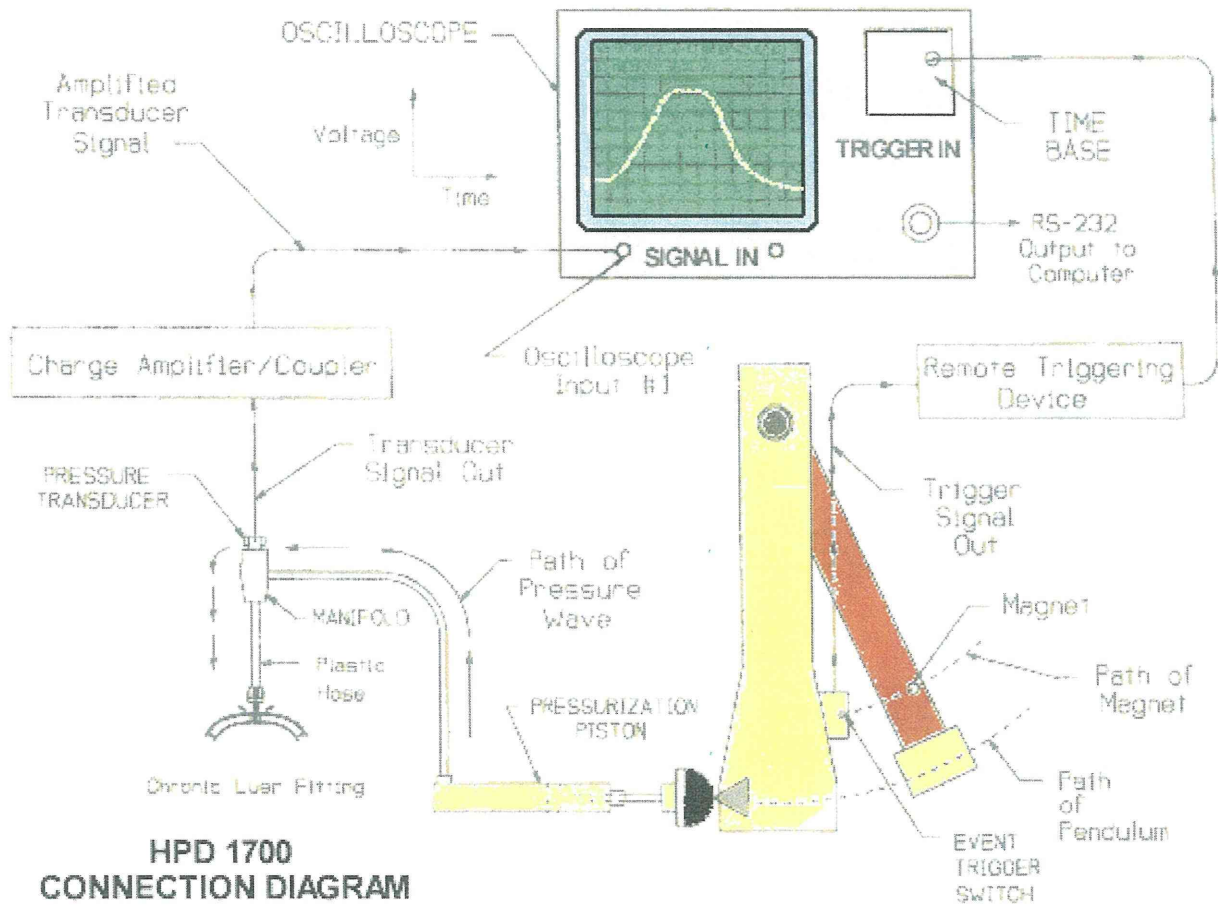 OSCILLOSCOPE
Amplified
Transducer
Signal
Voltage
Time
TRIGGER IN
TIME
BASE
SIGNAL IN
RS-232
Output to
Computer
Charge Amplifier/Coupler
Oscilloscope
Input #1
Remote Triggering
Device
Transducer
Signal Out
PRESSURE
TRANSDUCER
Trigger
Signal
Out
Path of
Pressure
Wave
MANIFOLD
Magnet
Plastic
Hose
Path of
Magnet
PRESSURIZATION
PISTON
Chronic Luer Fitting
Path
of
Pendulum
EVENT
TRIGGER
SWITCH
HPD 1700
CONNECTION DIAGRAM